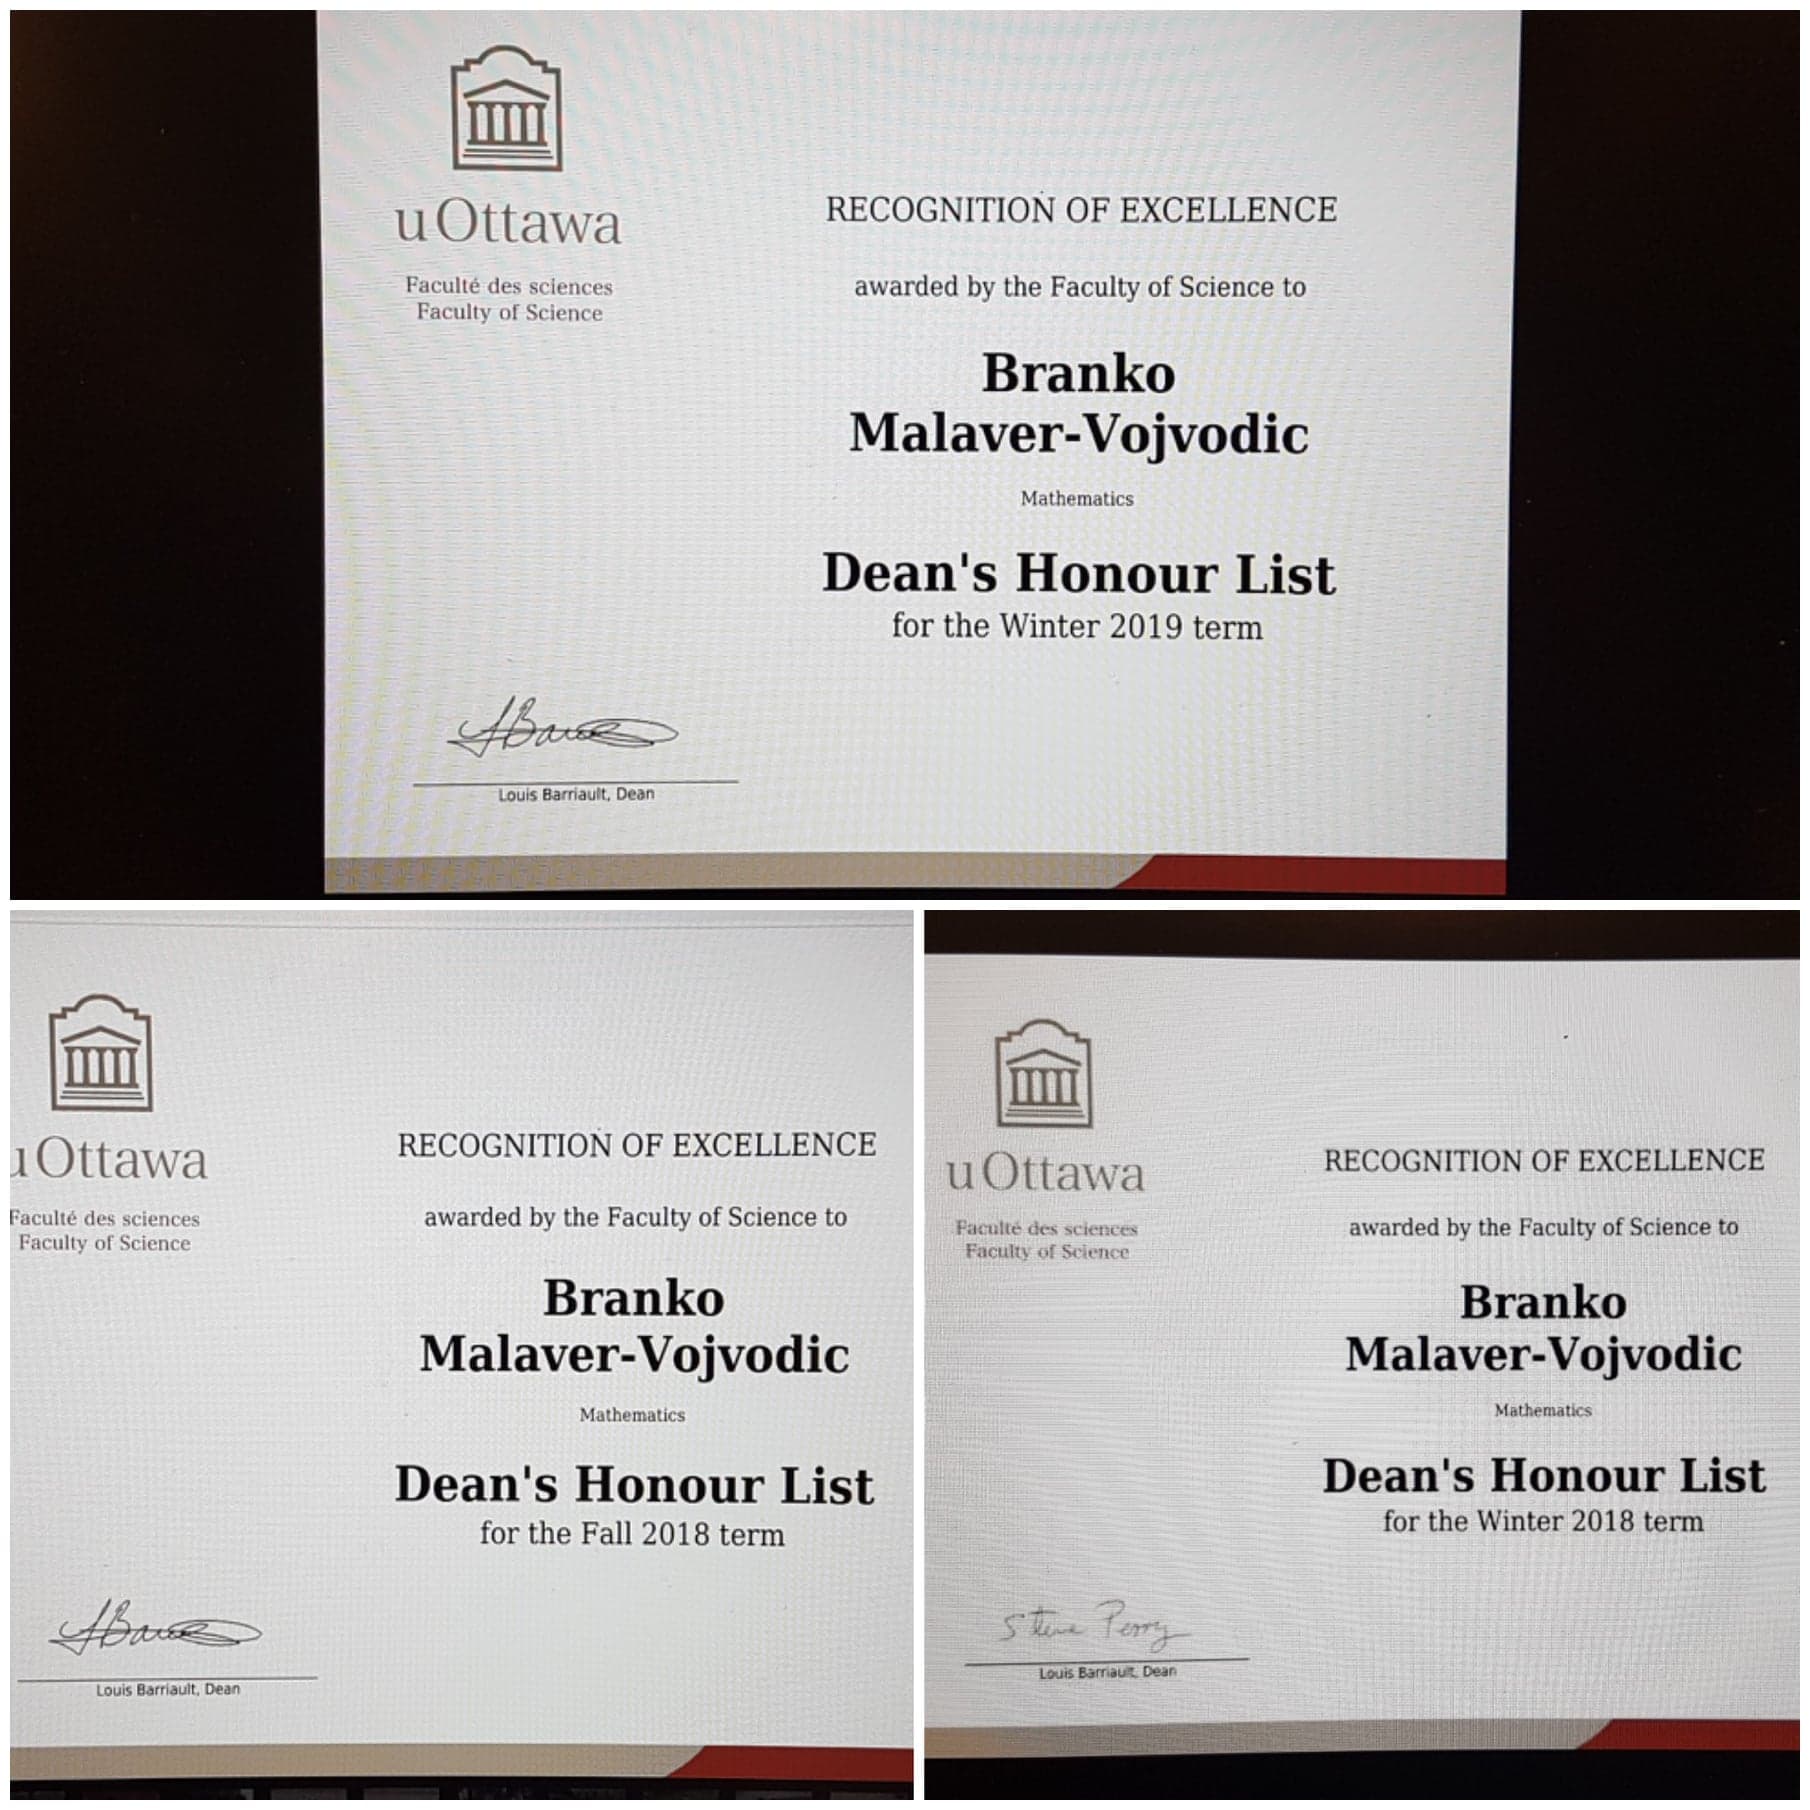 uOttawa
Faculté des sciences
Faculty of Science
RECOGNITION OF EXCELLENCE
awarded by the Faculty of Science to
Branko
Malaver-Vojvodic
Mathematics
Dean's Honour List
for the Winter 2019 term
Louis Barriault, Dean
uOttawa
Faculté des sciences
Faculty of Science
RECOGNITION OF EXCELLENCE
awarded by the Faculty of Science to
Branko
Malaver-Vojvodic
Mathematics
Dean's Honour List
for the Fall 2018 term
Louis Barriault, Dean
uOttawa
Faculté des sciences
Faculty of Science
RECOGNITION OF EXCELLENCE
awarded by the Faculty of Science to
Branko
Malaver-Vojvodic
Mathematics
Dean's Honour List
for the Winter 2018 term
Steve Perry
Louis Barriault, Dean